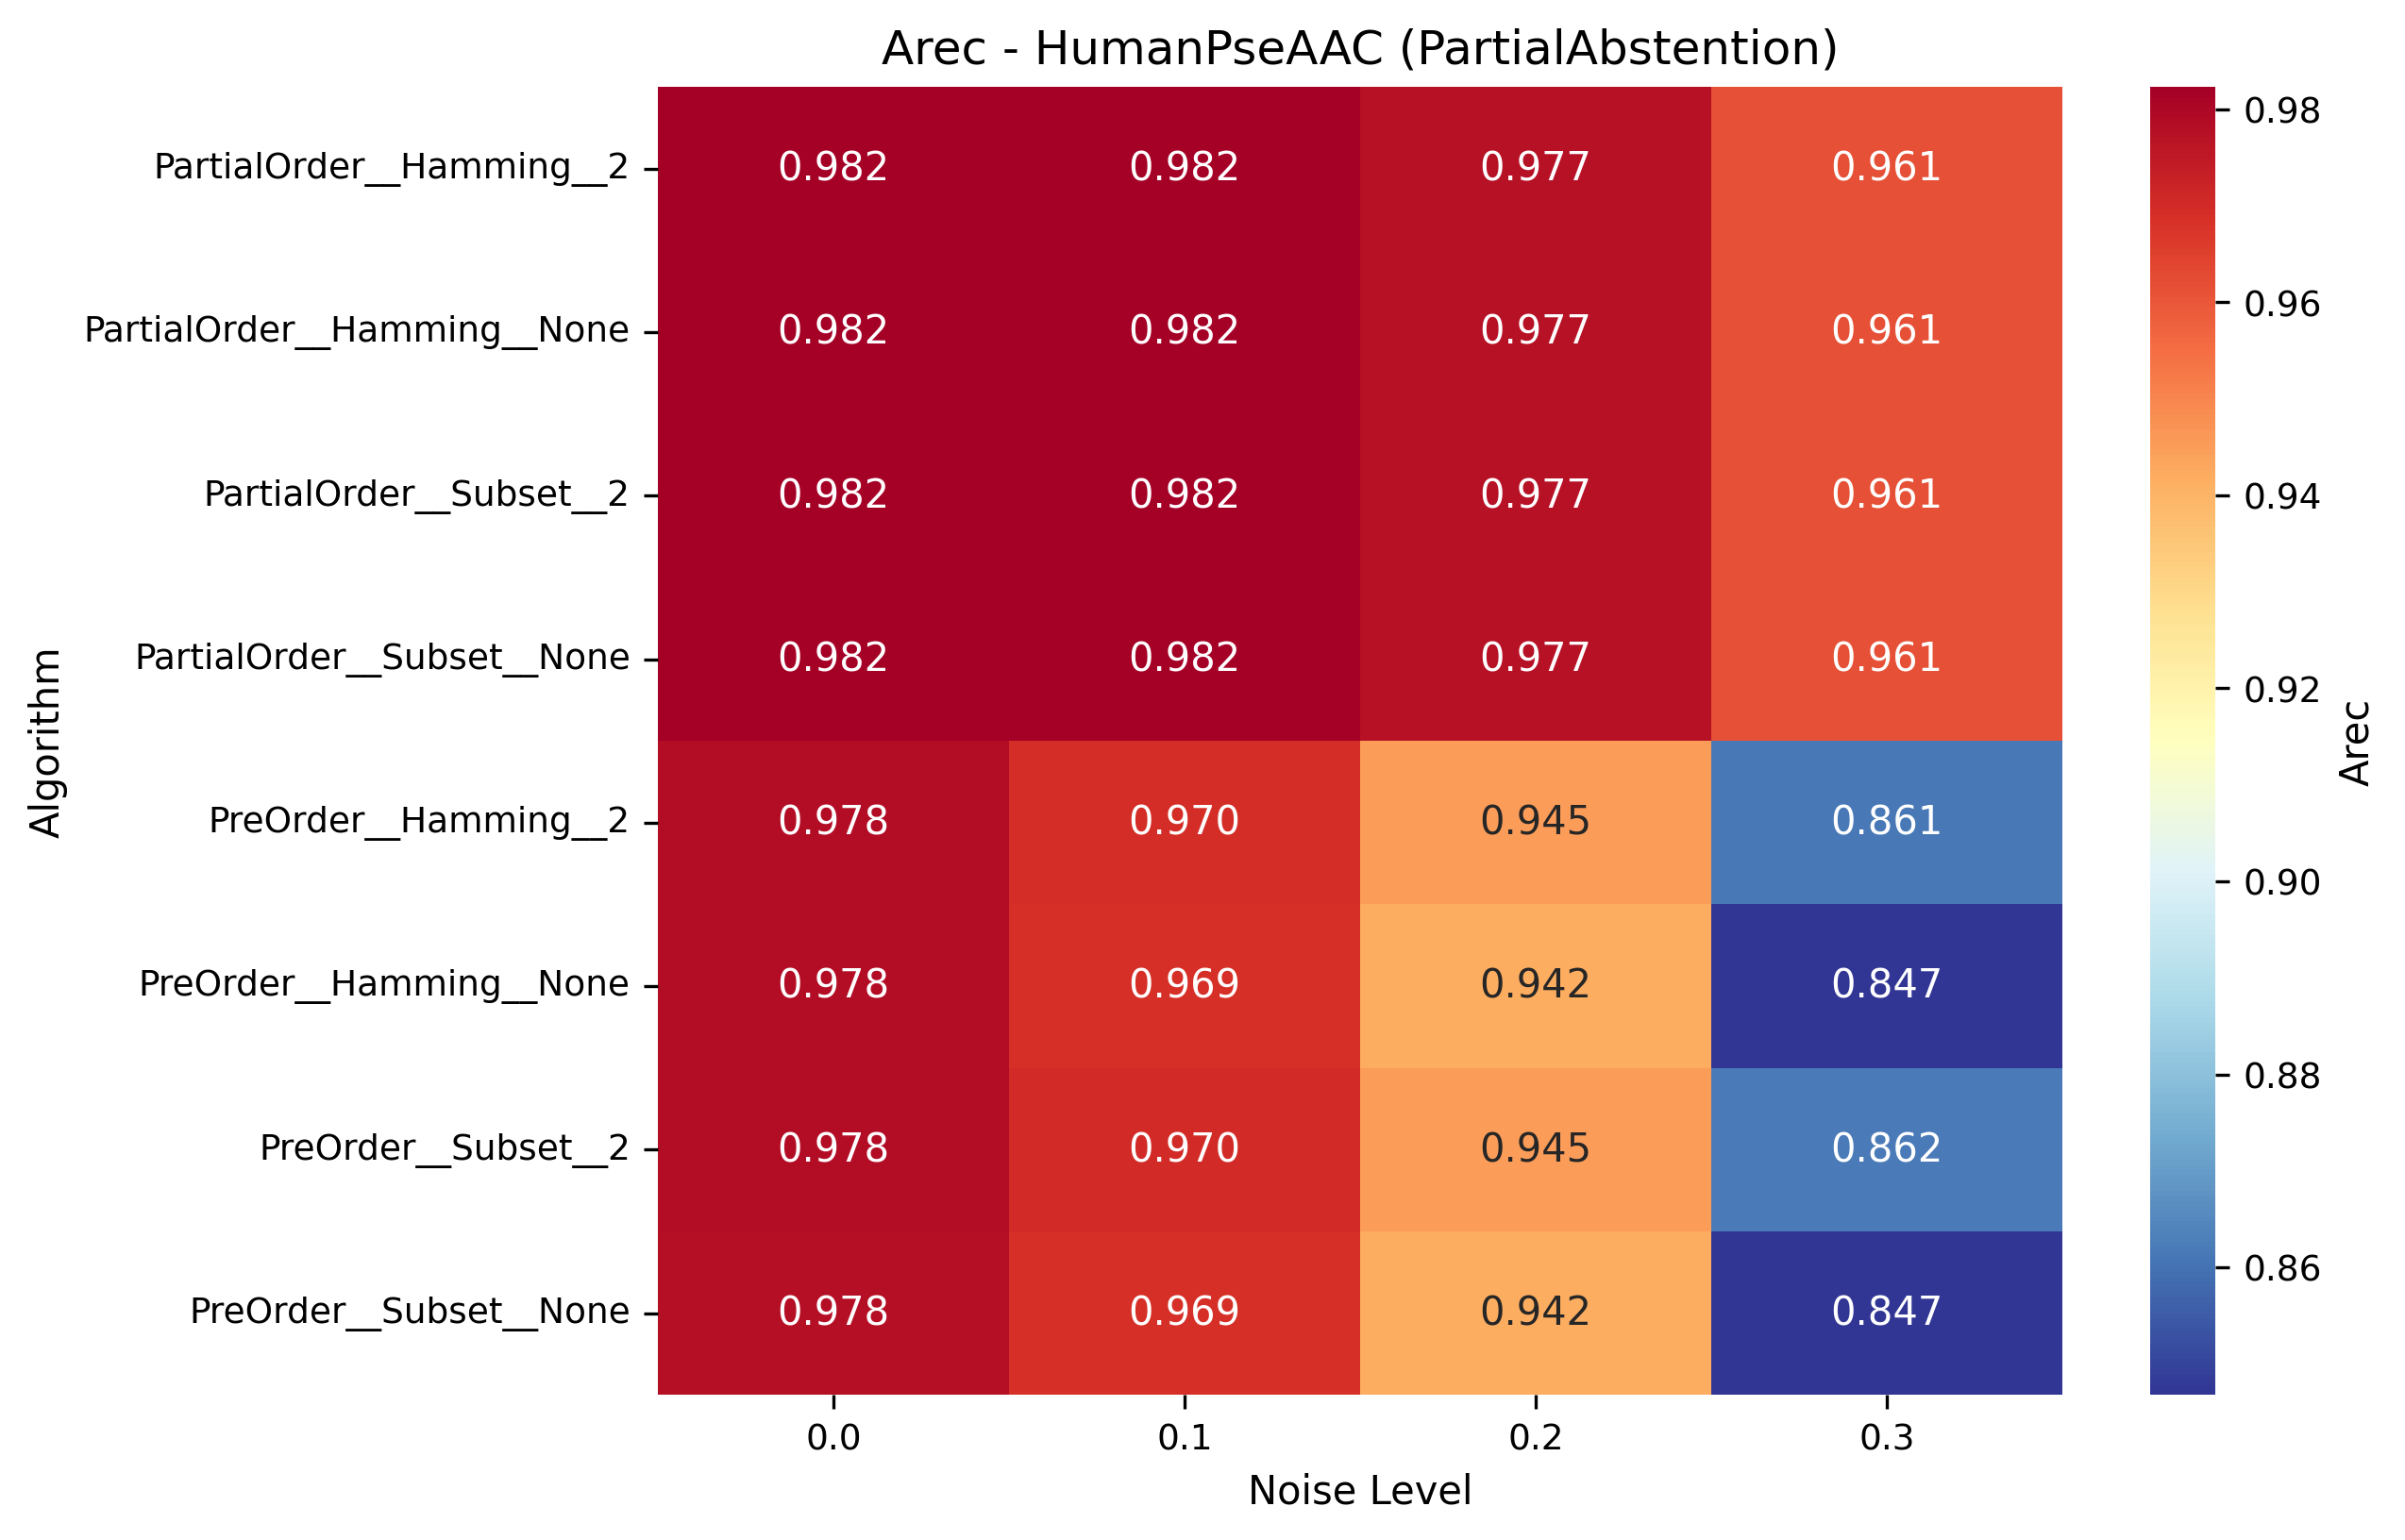 Arec - HumanPseAAC (PartialAbstention)
PartialOrder__Hamming__2 0.982 0.982 0.977 0.961
PartialOrder__Hamming__None 0.982 0.982 0.977 0.961
PartialOrder__Subset__2 0.982 0.982 0.977 0.961
PartialOrder__Subset__None 0.982 0.982 0.977 0.961
PreOrder__Hamming__2 0.978 0.970 0.945 0.861
PreOrder__Hamming__None 0.978 0.969 0.942 0.847
PreOrder__Subset__2 0.978 0.970 0.945 0.862
PreOrder__Subset__None 0.978 0.969 0.942 0.847
Algorithm
0.0 0.1 0.2 0.3
Noise Level
0.98
0.96
0.94
0.92
0.90
0.88
0.86
Arec